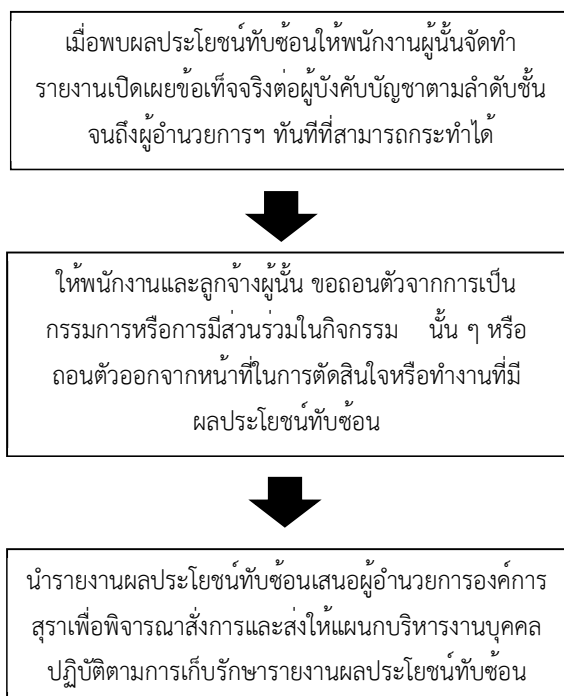 เมื่อพบผลประโยชน์ทับซ้อนให้พนักงานผู้นั้นจัดทำ
รายงานเปิดเผยข้อเท็จจริงต่อผู้บังคับบัญชาตามลำดับชั้น
จนถึงผู้อำนวยการฯ ทันทีที่สามารถกระทำได้
ให้พนักงานและลูกจ้างผู้นั้น ขอถอนตัวจากการเป็น
กรรมการหรือการมีส่วนร่วมในกิจกรรม นั้น ๆ หรือ
ถอนตัวออกจากหน้าที่ในการตัดสินใจหรือทำงานที่มี
ผลประโยชน์ทับซ้อน
นำรายงานผลประโยชน์ทับซ้อนเสนอผู้อำนวยการองค์การ
สุราเพื่อพิจารณาสั่งการและส่งให้แผนกบริหารงานบุคคล
ปฏิบัติตามการเก็บรักษารายงานผลประโยชน์ทับซ้อน